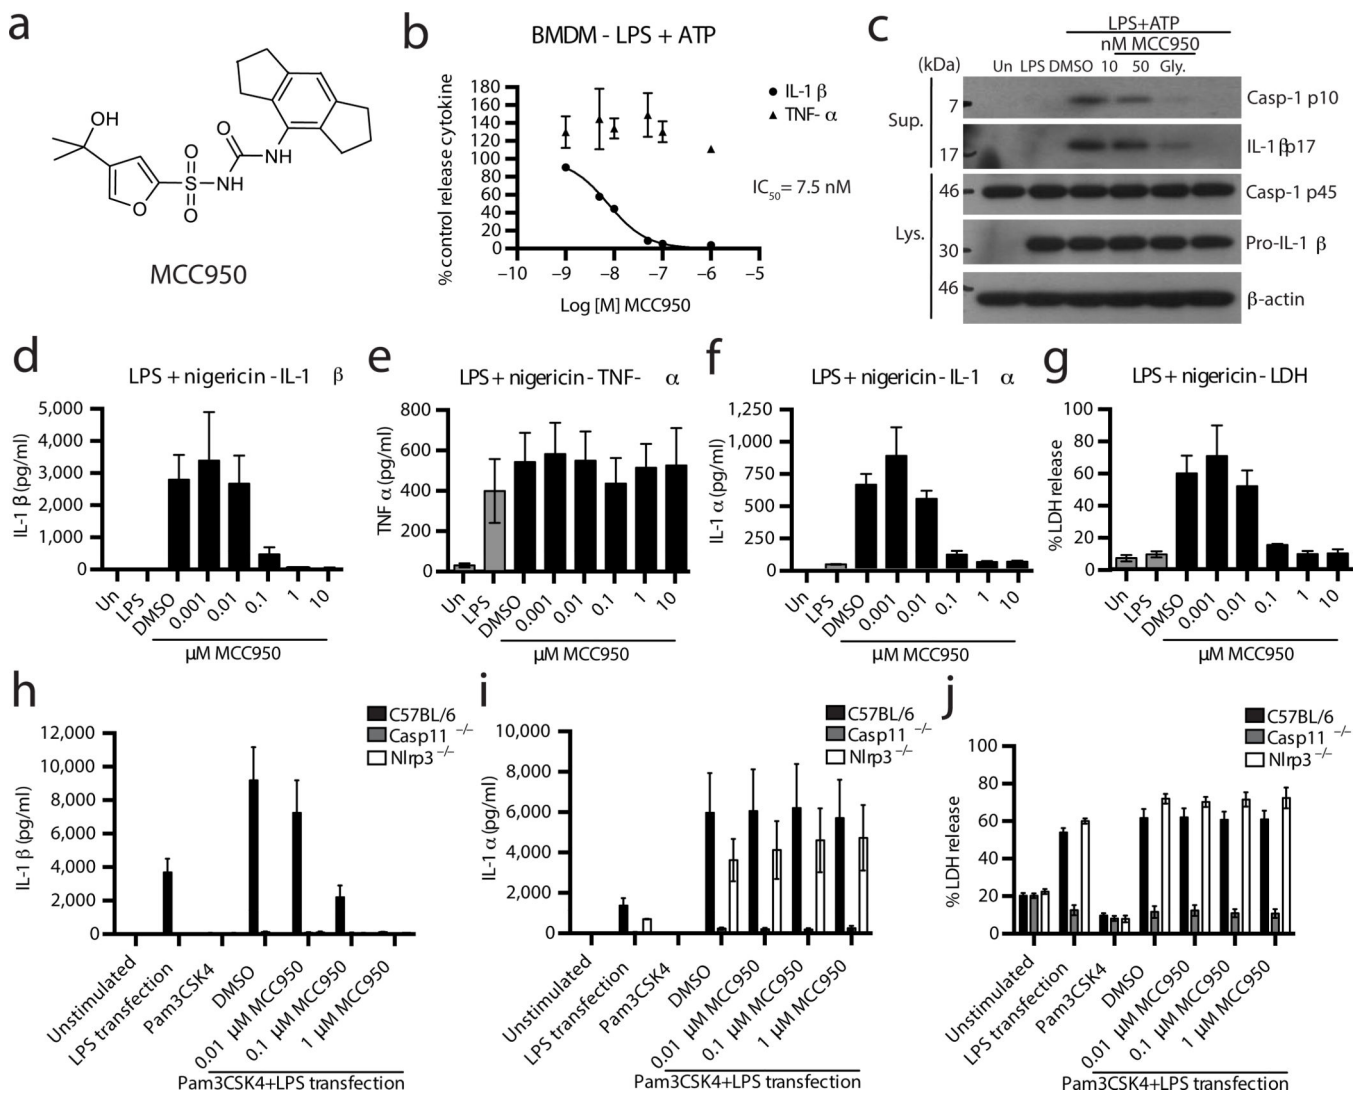 a
OH
O
O
S
O
N
H
O
NH
MCC950
b
BMDM - LPS + ATP
% control release cytokine
180
160
140
120
100
80
60
40
20
0
−10
−9
−8
−7
−6
−5
Log [M] MCC950
IL-1 β
TNF- α
IC50= 7.5 nM
c
LPS+ATP
nM MCC950
(kDa)
Un LPS DMSO 10 50 Gly.
Sup.
7
Casp-1 p10
17
IL-1 βp17
Lys.
46
Casp-1 p45
30
Pro-IL-1 β
46
β-actin
d
LPS + nigericin - IL-1 β
IL-1 β (pg/ml)
5,000
4,000
3,000
2,000
1,000
0
Un
LPS
DMSO
0.001
0.01
0.1
1
10
µM MCC950
e
LPS + nigericin - TNF- α
TNF α (pg/ml)
800
600
400
200
0
Un
LPS
DMSO
0.001
0.01
0.1
1
10
µM MCC950
f
LPS + nigericin - IL-1 α
IL-1 α (pg/ml)
1,250
1,000
750
500
250
0
Un
LPS
DMSO
0.001
0.01
0.1
1
10
µM MCC950
g
LPS + nigericin - LDH
% LDH release
100
80
60
40
20
0
Un
LPS
DMSO
0.001
0.01
0.1
1
10
µM MCC950
h
C57BL/6
Casp11 −/−
Nlrp3 −/−
IL-1 β (pg/ml)
12,000
10,000
8,000
6,000
4,000
2,000
0
Unstimulated
LPS transfection
Pam3CSK4
DMSO
0.01 µM MCC950
0.1 µM MCC950
1 µM MCC950
Pam3CSK4+LPS transfection
i
C57BL/6
Casp11 −/−
Nlrp3 −/−
IL-1 α (pg/ml)
10,000
8,000
6,000
4,000
2,000
0
Unstimulated
LPS transfection
Pam3CSK4
DMSO
0.01 µM MCC950
0.1 µM MCC950
1 µM MCC950
Pam3CSK4+LPS transfection
j
C57BL/6
Casp11 −/−
Nlrp3 −/−
% LDH release
100
80
60
40
20
0
Unstimulated
LPS transfection
Pam3CSK4
DMSO
0.01 µM MCC950
0.1 µM MCC950
1 µM MCC950
Pam3CSK4+LPS transfection